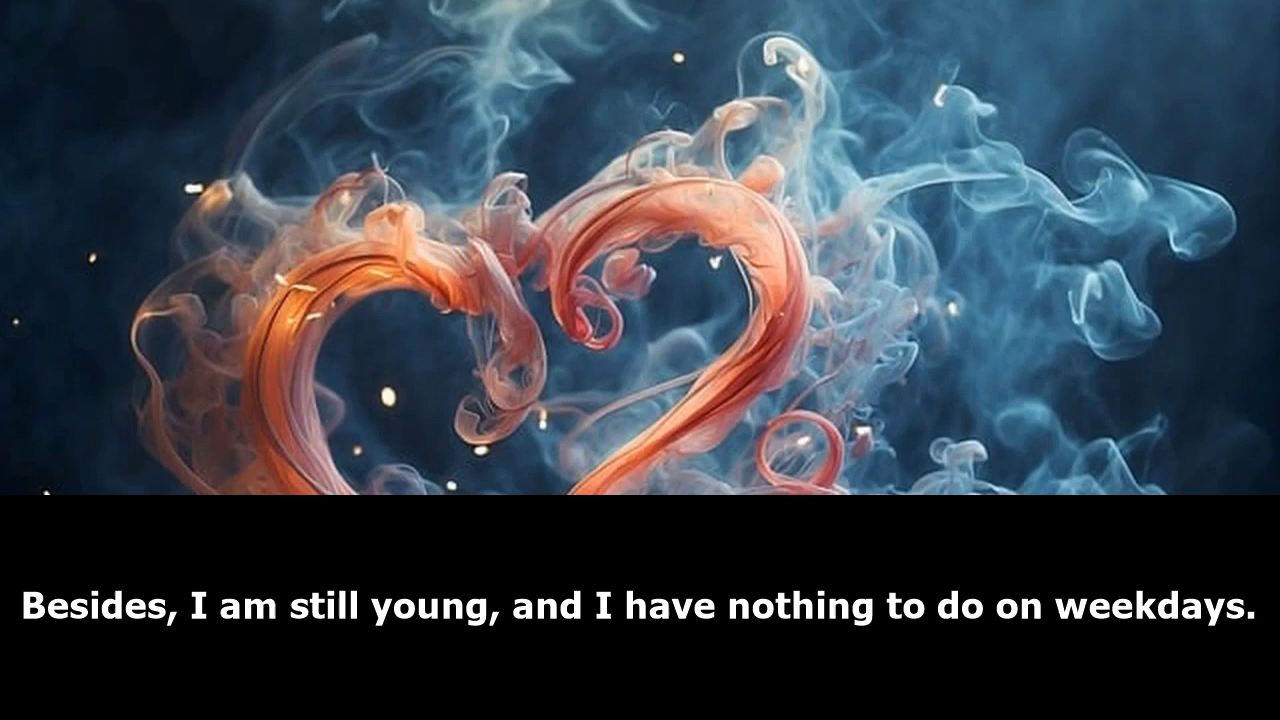 Besides, I am still young, and I have nothing to do on weekdays.